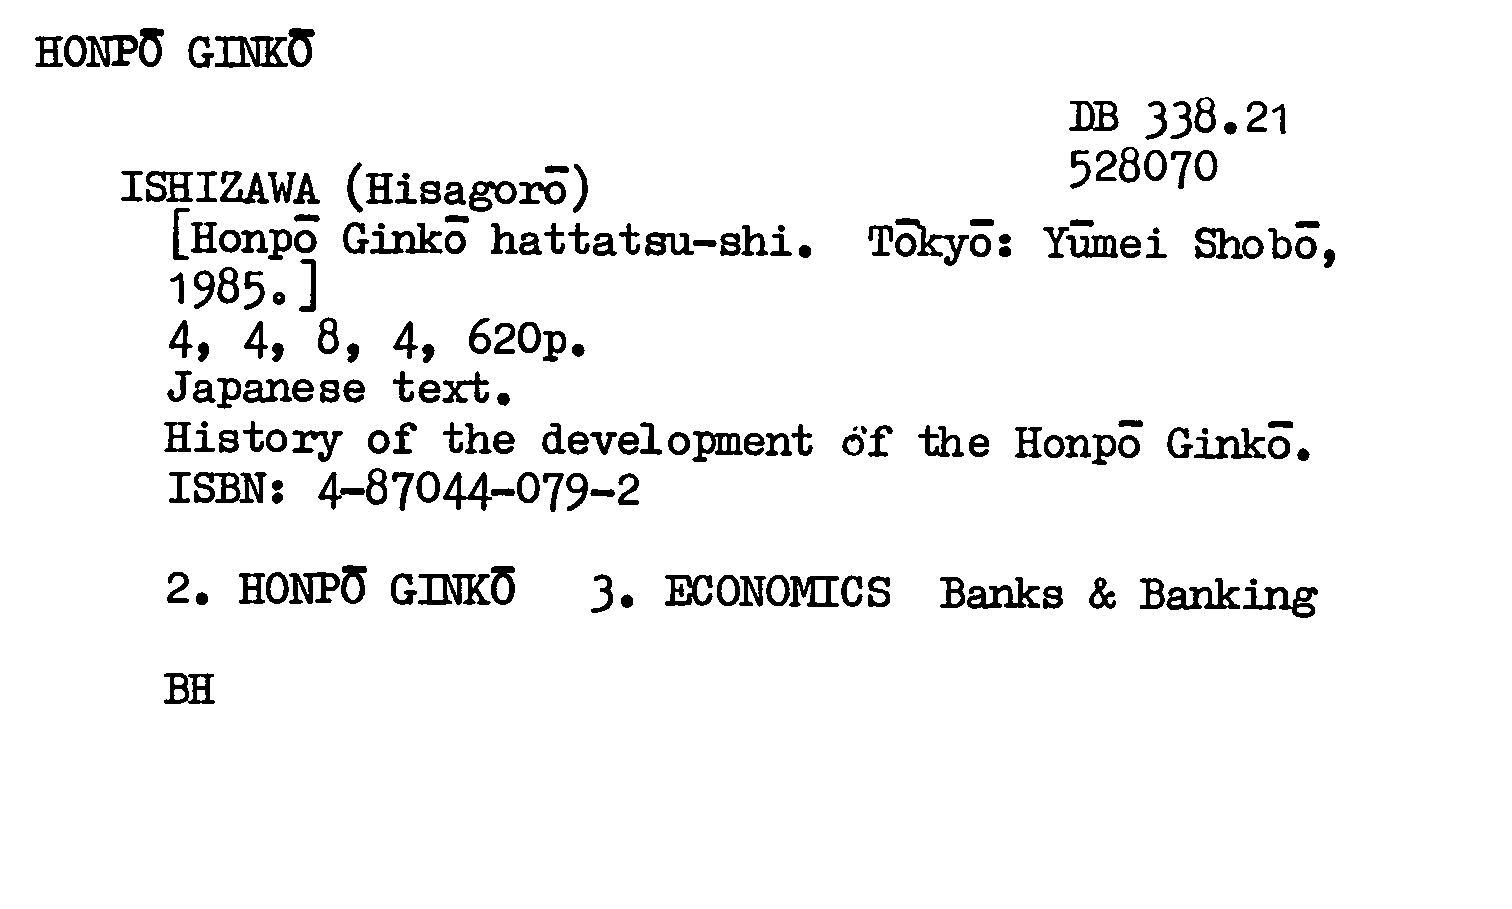 HONPŌ GINKŌ
DB 338.21
528070
ISHIZAWA (Hisagorō)
[Honpō Ginkō hattatsu-shi. Tōkyō: Yūmei Shobō,
1985.]
4, 4, 8, 4, 620p.
Japanese text.
History of the development of the Honpō Ginkō.
ISBN: 4-87044-079-2
2. HONPŌ GINKŌ 3. ECONOMICS Banks & Banking
BH